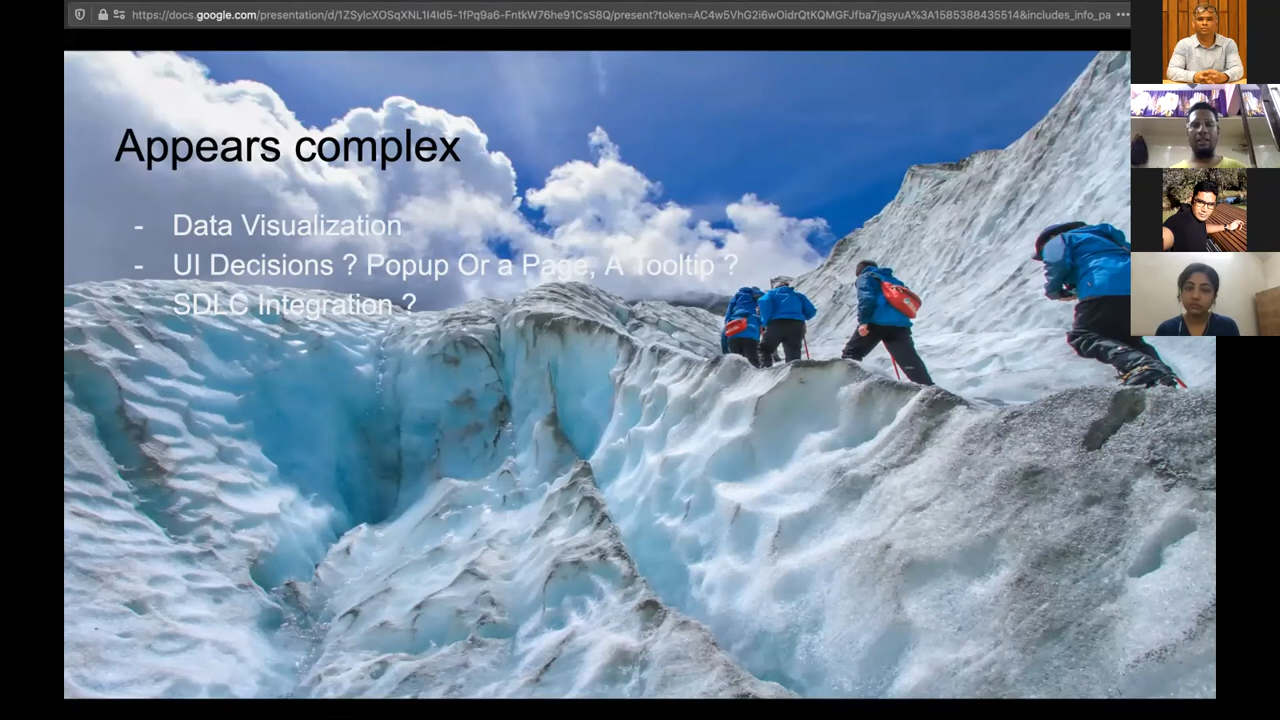 https://docs.google.com/presentation/d/1ZSyIcXOSqXNL1I4Id5-1fPq9a6-FntkW76he91CsS8Q/present?token=AC4w5VhG2i6wOidrQtKQMGFJfba7jgsyuA%3A1585388435514&includes_info_pa
Appears complex
- Data Visualization
- UI Decisions ? Popup Or a Page, A Tooltip ?
- SDLC Integration ?